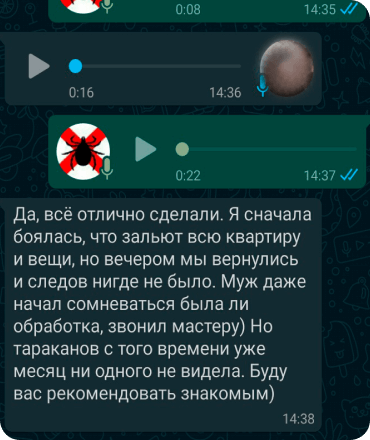 0:08 14:35
0:16 14:36
0:22 14:37
Да, всё отлично сделали. Я сначала
боялась, что зальют всю квартиру
и вещи, но вечером мы вернулись
и следов нигде не было. Муж даже
начал сомневаться была ли
обработка, звонил мастеру) Но
тараканов с того времени уже
месяц ни одного не видела. Буду
вас рекомендовать знакомым)
14:38